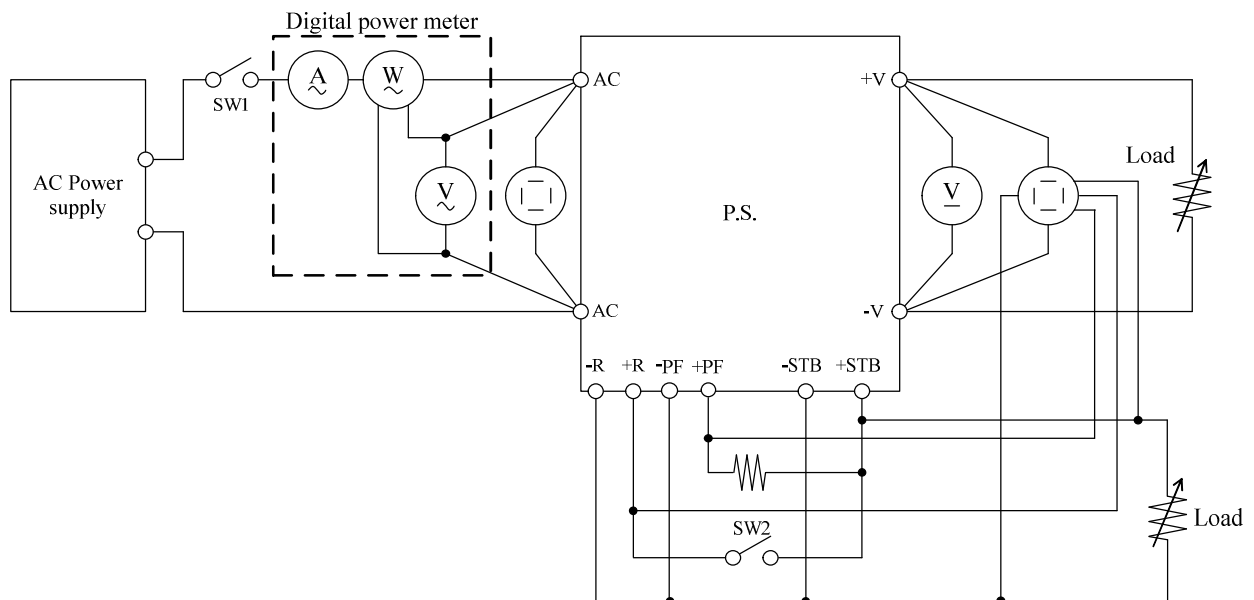 Digital power meter
A
W
AC
+V
SW1
AC Power
supply
V
P.S.
V
Load
AC
-V
-R
+R
-PF
+PF
-STB
+STB
SW2
Load